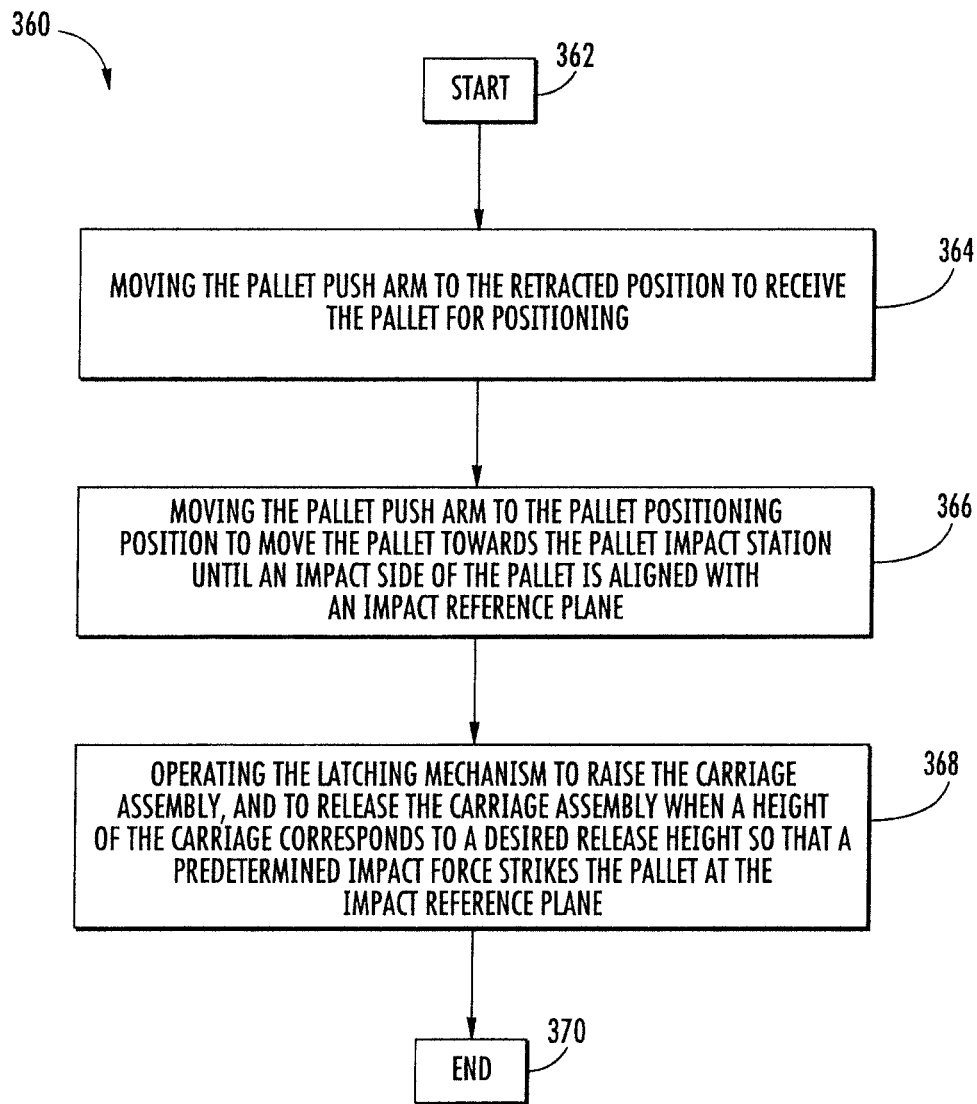 360
362
START
364
MOVING THE PALLET PUSH ARM TO THE RETRACTED POSITION TO RECEIVE
THE PALLET FOR POSITIONING
366
MOVING THE PALLET PUSH ARM TO THE PALLET POSITIONING
POSITION TO MOVE THE PALLET TOWARDS THE PALLET IMPACT STATION
UNTIL AN IMPACT SIDE OF THE PALLET IS ALIGNED WITH
AN IMPACT REFERENCE PLANE
368
OPERATING THE LATCHING MECHANISM TO RAISE THE CARRIAGE
ASSEMBLY, AND TO RELEASE THE CARRIAGE ASSEMBLY WHEN A HEIGHT
OF THE CARRIAGE CORRESPONDS TO A DESIRED RELEASE HEIGHT SO THAT A
PREDETERMINED IMPACT FORCE STRIKES THE PALLET AT THE
IMPACT REFERENCE PLANE
370
END